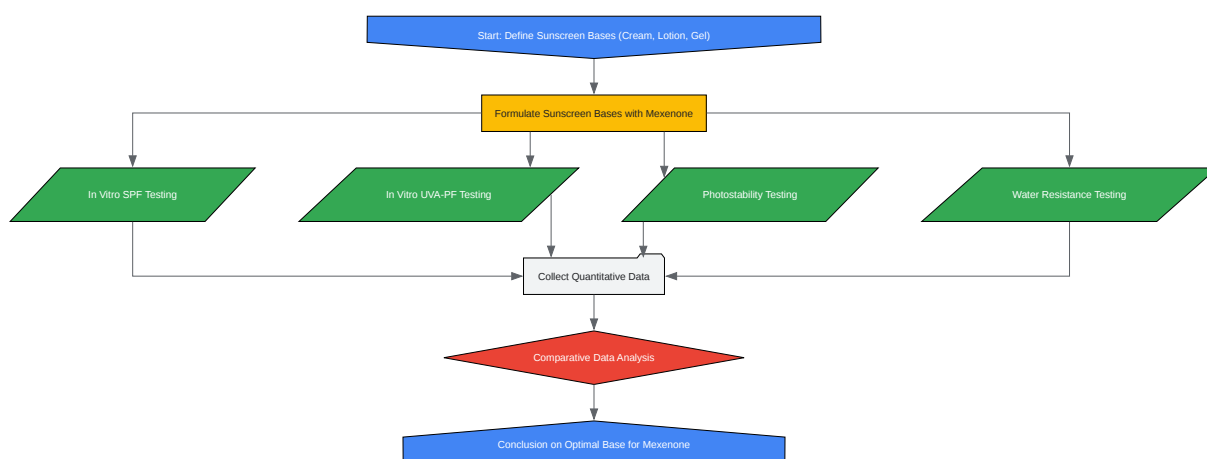 Start: Define Sunscreen Bases (Cream, Lotion, Gel)
Formulate Sunscreen Bases with Mexenone
In Vitro SPF Testing
In Vitro UVA-PF Testing
Photostability Testing
Water Resistance Testing
Collect Quantitative Data
Comparative Data Analysis
Conclusion on Optimal Base for Mexenone